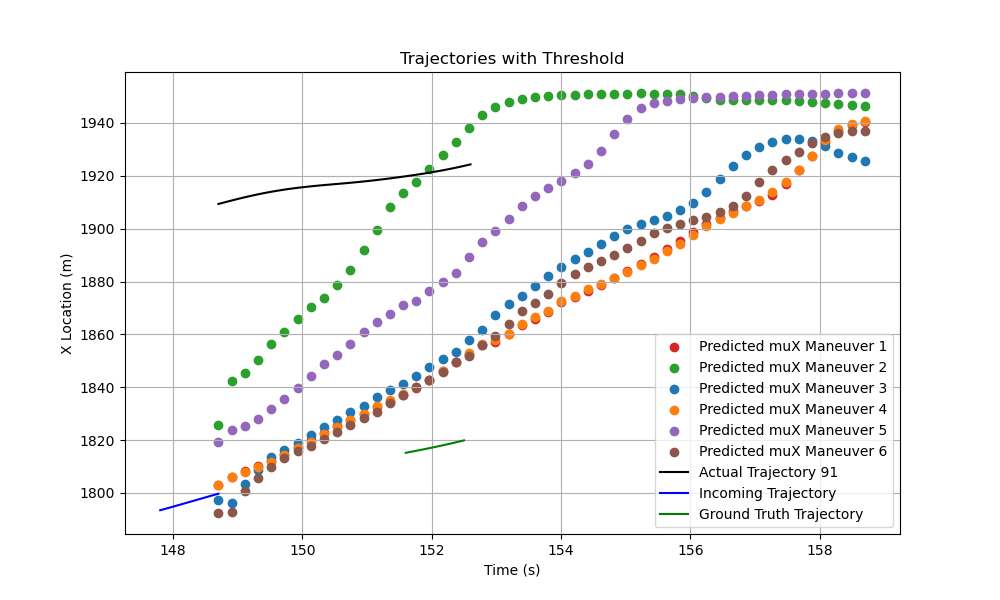 Trajectories with Threshold
X Location (m)
1940
1920
1900
1880
1860
1840
1820
1800
148
150
152
154
156
158
Time (s)
Predicted muX Maneuver 1
Predicted muX Maneuver 2
Predicted muX Maneuver 3
Predicted muX Maneuver 4
Predicted muX Maneuver 5
Predicted muX Maneuver 6
Actual Trajectory 91
Incoming Trajectory
Ground Truth Trajectory